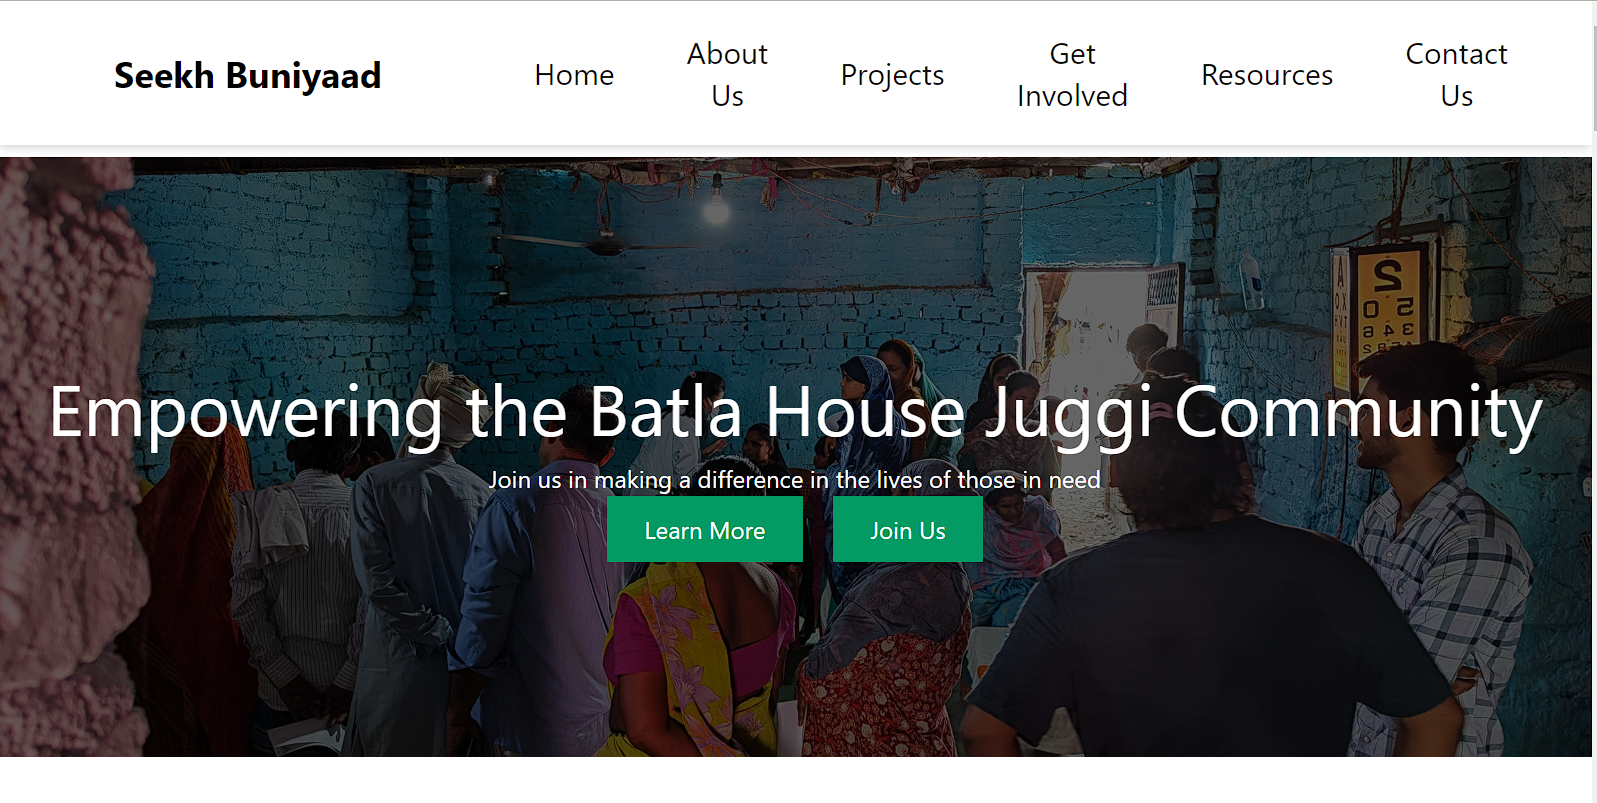 Seekh Buniyaad
Home
About
Us
Projects
Get
Involved
Resources
Contact
Us
Empowering the Batla House Juggi Community
Join us in making a difference in the lives of those in need
Learn More
Join Us